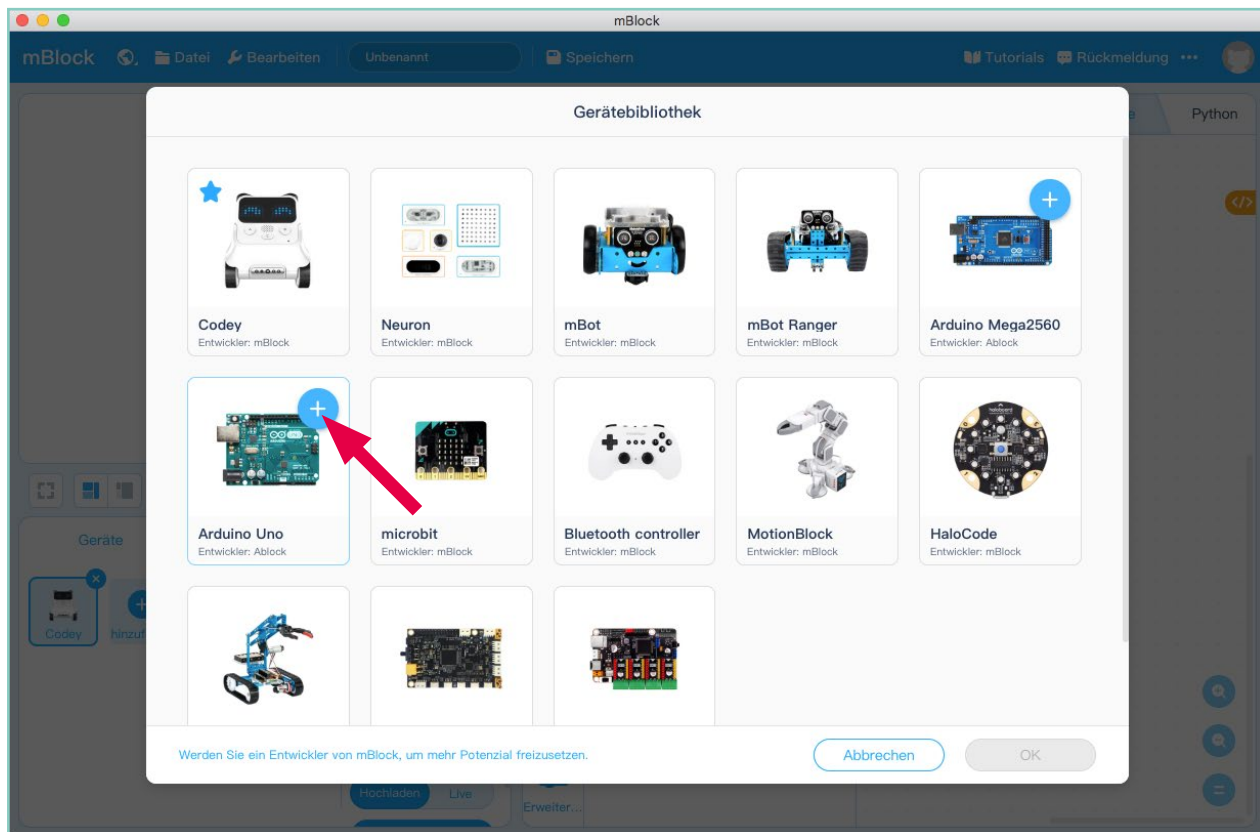 mBlock
mBlock Datei Bearbeiten Unbenannt Speichern Tutorials Rückmeldung
Gerätebibliothek
Python
</>
Codey Neuron mBot mBot Ranger Arduino Mega2560
Entwickler: mBlock Entwickler: mBlock Entwickler: mBlock Entwickler: mBlock Entwickler: Ablock
Arduino Uno microbit Bluetooth controller MotionBlock HaloCode
Entwickler: Ablock Entwickler: mBlock Entwickler: mBlock Entwickler: mBlock Entwickler: mBlock
Geräte
Codey hinzuf
Werden Sie ein Entwickler von mBlock, um mehr Potenzial freizusetzen. Abbrechen OK
Hochladen Live
Erweiter...